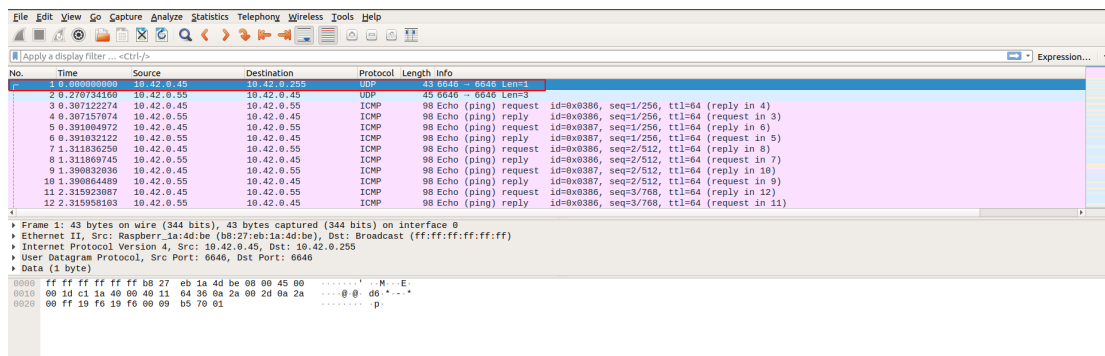 File Edit View Go Capture Analyze Statistics Telephony Wireless Tools Help
Apply a display filter ... <Ctrl-/>
Expression...
No. Time Source Destination Protocol Length Info
1 0.000000000 10.42.0.45 10.42.0.255 UDP 43 6646 → 6646 Len=1
2 0.270734160 10.42.0.55 10.42.0.45 UDP 45 6646 → 6646 Len=3
3 0.307122274 10.42.0.45 10.42.0.55 ICMP 98 Echo (ping) request id=0x0386, seq=1/256, ttl=64 (reply in 4)
4 0.307157074 10.42.0.55 10.42.0.45 ICMP 98 Echo (ping) reply id=0x0386, seq=1/256, ttl=64 (request in 3)
5 0.391004972 10.42.0.45 10.42.0.55 ICMP 98 Echo (ping) request id=0x0387, seq=1/256, ttl=64 (reply in 6)
6 0.391032122 10.42.0.55 10.42.0.45 ICMP 98 Echo (ping) reply id=0x0387, seq=1/256, ttl=64 (request in 5)
7 1.311836250 10.42.0.45 10.42.0.55 ICMP 98 Echo (ping) request id=0x0386, seq=2/512, ttl=64 (reply in 8)
8 1.311869745 10.42.0.55 10.42.0.45 ICMP 98 Echo (ping) reply id=0x0386, seq=2/512, ttl=64 (request in 7)
9 1.390832036 10.42.0.45 10.42.0.55 ICMP 98 Echo (ping) request id=0x0387, seq=2/512, ttl=64 (reply in 10)
10 1.390864489 10.42.0.55 10.42.0.45 ICMP 98 Echo (ping) reply id=0x0387, seq=2/512, ttl=64 (request in 9)
11 2.315923087 10.42.0.45 10.42.0.55 ICMP 98 Echo (ping) request id=0x0386, seq=3/768, ttl=64 (reply in 12)
12 2.315958103 10.42.0.55 10.42.0.45 ICMP 98 Echo (ping) reply id=0x0386, seq=3/768, ttl=64 (request in 11)
Frame 1: 43 bytes on wire (344 bits), 43 bytes captured (344 bits) on interface 0
Ethernet II, Src: Raspberr_1a:4d:be (b8:27:eb:1a:4d:be), Dst: Broadcast (ff:ff:ff:ff:ff:ff)
Internet Protocol Version 4, Src: 10.42.0.45, Dst: 10.42.0.255
User Datagram Protocol, Src Port: 6646, Dst Port: 6646
Data (1 byte)
0000 ff ff ff ff ff ff b8 27 eb 1a 4d be 08 00 45 00 ·······' ··M···E·
0010 00 1d c1 1a 40 00 40 11 64 36 0a 2a 00 2d 0a 2a ····@·@· d6·*·-·*
0020 00 ff 19 f6 19 f6 00 09 b5 70 01 ········ ·p·